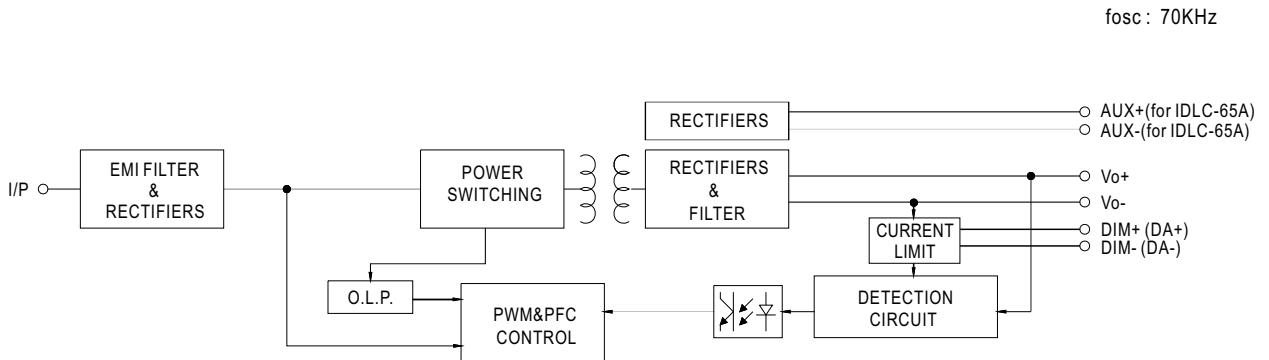 fosc : 70KHz
RECTIFIERS
AUX+(for IDLC-65A)
AUX-(for IDLC-65A)
I/P
EMI FILTER
&
RECTIFIERS
POWER
SWITCHING
RECTIFIERS
&
FILTER
Vo+
Vo-
CURRENT
LIMIT
DIM+ (DA+)
DIM- (DA-)
O.L.P.
PWM&PFC
CONTROL
DETECTION
CIRCUIT